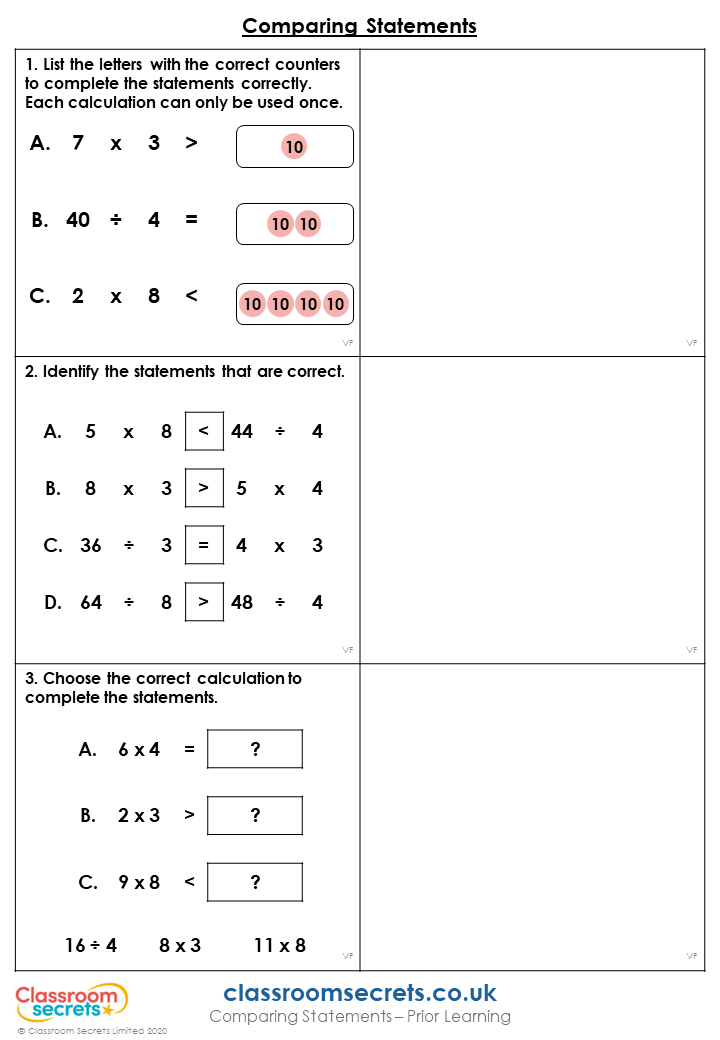 Comparing Statements
1. List the letters with the correct counters
to complete the statements correctly.
Each calculation can only be used once.
A. 7 x 3 > 10
B. 40 ÷ 4 = 10 10
C. 2 x 8 < 10 10 10 10
VF
VF
2. Identify the statements that are correct.
A. 5 x 8 < 44 ÷ 4
B. 8 x 3 > 5 x 4
C. 36 ÷ 3 = 4 x 3
D. 64 ÷ 8 > 48 ÷ 4
VF
VF
3. Choose the correct calculation to
complete the statements.
A. 6 x 4 = ?
B. 2 x 3 > ?
C. 9 x 8 < ?
16 ÷ 4 8 x 3 11 x 8
VF
VF
Classroom
secrets
© Classroom Secrets Limited 2020
classroomsecrets.co.uk
Comparing Statements – Prior Learning